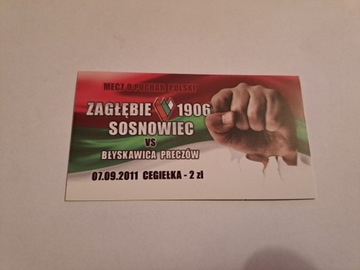 MECZ O PUCHAR POLSKI
ZAGŁĘBIE 1906
SOSNOWIEC
VS
BŁYSKAWICA PRECZÓW
07.09.2011 CEGIEŁKA - 2 zł